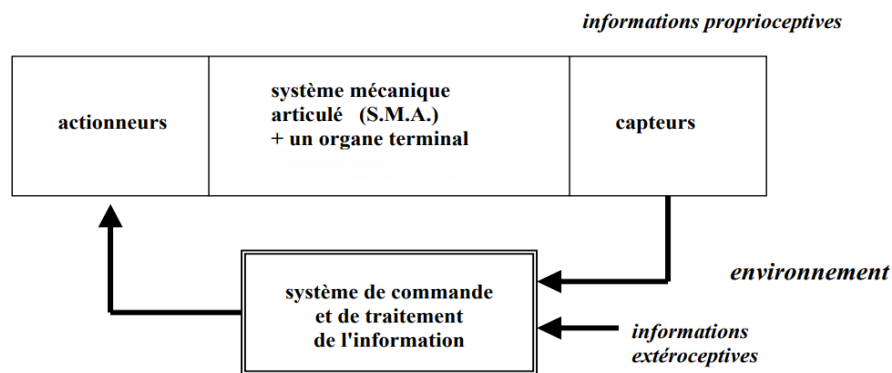 informations proprioceptives
actionneurs
système mécanique
articulé (S.M.A.)
+ un organe terminal
capteurs
environnement
système de commande
et de traitement
de l'information
informations
extéroceptives